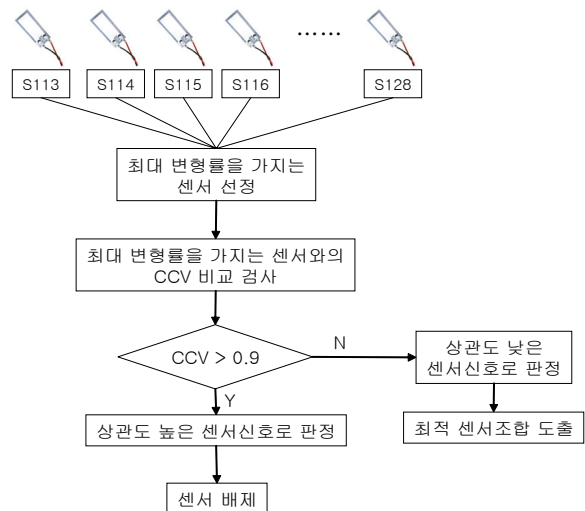 S113
S114
S115
S116
……
S128
최대 변형률을 가지는
센서 선정
최대 변형률을 가지는 센서와의
CCV 비교 검사
CCV > 0.9
N
상관도 낮은
센서신호로 판정
최적 센서조합 도출
Y
상관도 높은 센서신호로 판정
센서 배제